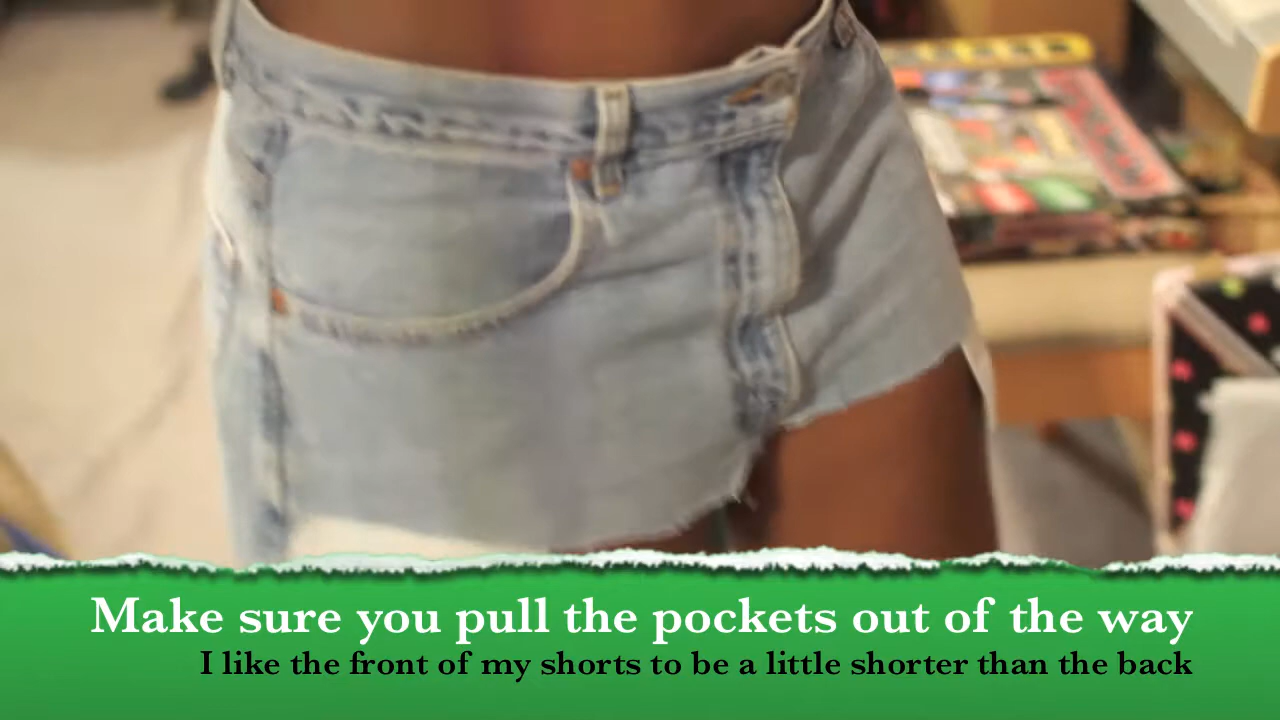 Make sure you pull the pockets out of the way
I like the front of my shorts to be a little shorter than the back